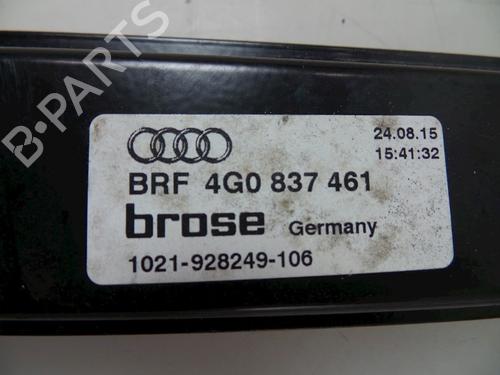 B-PARTS
24.08.15
15:41:32
BRF 4G0 837 461
brose Germany
1021-928249-106